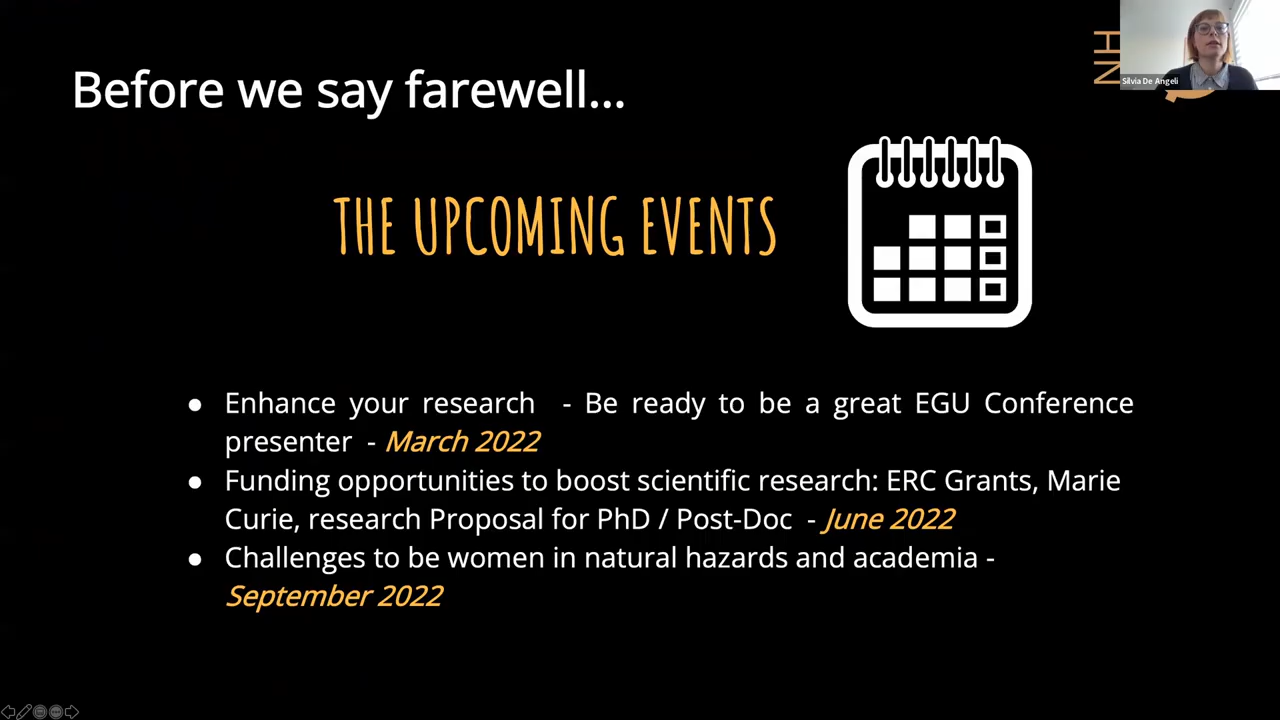 Before we say farewell...
NH
Silvia De Angeli
THE UPCOMING EVENTS
● Enhance your research - Be ready to be a great EGU Conference
presenter - March 2022
● Funding opportunities to boost scientific research: ERC Grants, Marie
Curie, research Proposal for PhD / Post-Doc - June 2022
● Challenges to be women in natural hazards and academia -
September 2022